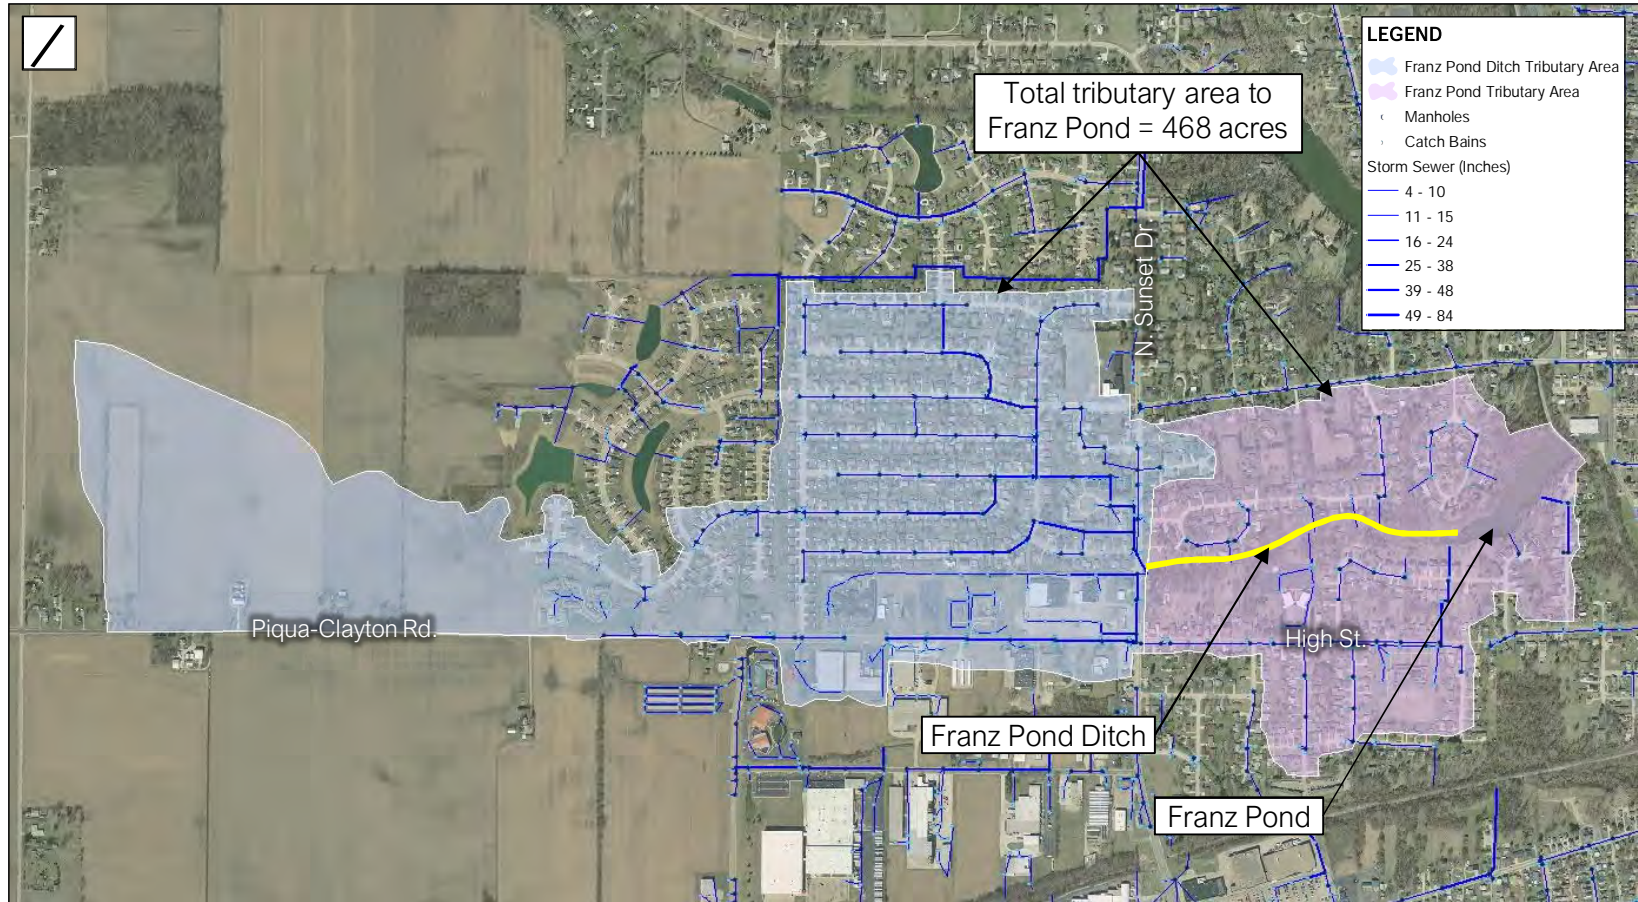 Total tributary area to
Franz Pond = 468 acres
LEGEND
Franz Pond Ditch Tributary Area
Franz Pond Tributary Area
Manholes
Catch Bains
Storm Sewer (Inches)
4 - 10
11 - 15
16 - 24
25 - 38
39 - 48
49 - 84
N. Sunset Dr
Piqua-Clayton Rd.
High St.
Franz Pond Ditch
Franz Pond